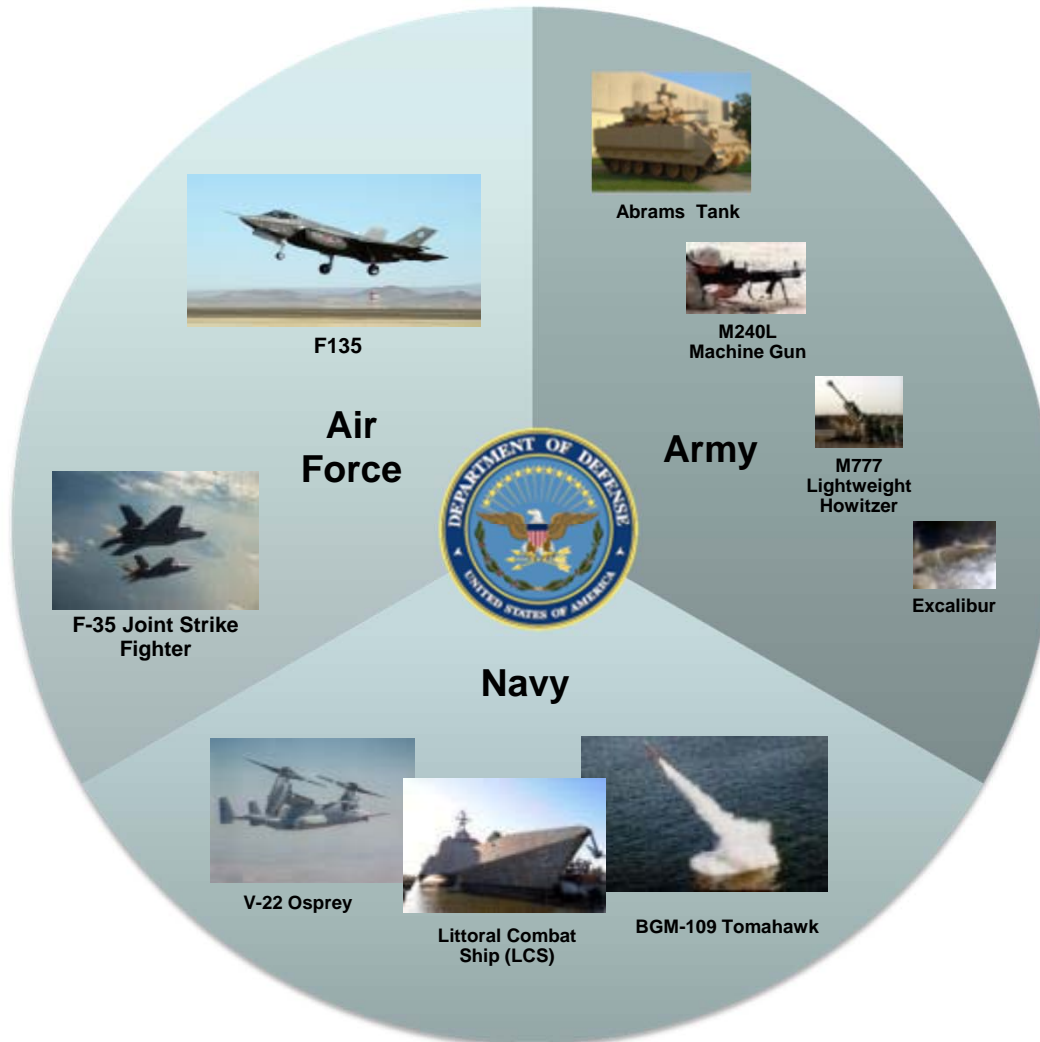 Abrams Tank
F135
M240L
Machine Gun
Air
Force
Army
M777
Lightweight
Howitzer
DEPARTMENT OF DEFENSE
UNITED STATES OF AMERICA
Excalibur
F-35 Joint Strike
Fighter
Navy
V-22 Osprey
Littoral Combat
Ship (LCS)
BGM-109 Tomahawk